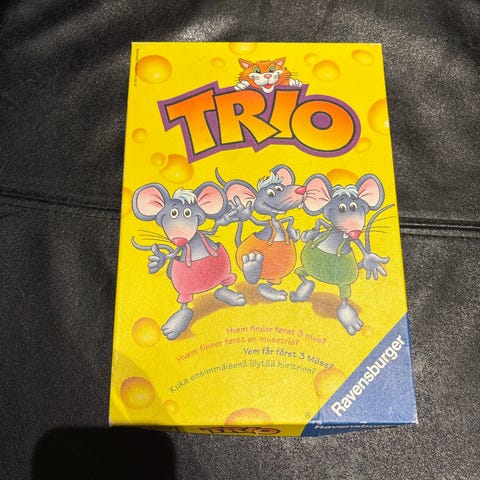 TRIO
Hvem finder først 3 mus?
Hvem finner først en musetrio?
Vem får först 3 Möss?
Kuka ensimmäisenä löytää hiiritrion?
Ravensburger
®
TRIO
Ravensburger